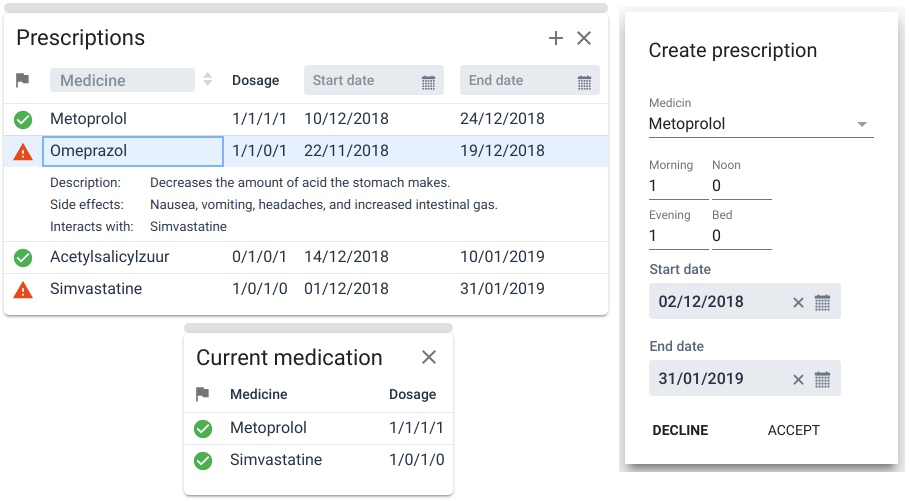 Prescriptions
Medicine Dosage Start date End date
Metoprolol 1/1/1/1 10/12/2018 24/12/2018
Omeprazol 1/1/0/1 22/11/2018 19/12/2018
Description: Decreases the amount of acid the stomach makes.
Side effects: Nausea, vomiting, headaches, and increased intestinal gas.
Interacts with: Simvastatine
Acetylsalicylzuur 0/1/0/1 14/12/2018 10/01/2019
Simvastatine 1/0/1/0 01/12/2018 31/01/2019
Current medication
Medicine Dosage
Metoprolol 1/1/1/1
Simvastatine 1/0/1/0
Create prescription
Medicin
Metoprolol
Morning Noon
1 0
Evening Bed
1 0
Start date
02/12/2018
End date
31/01/2019
DECLINE ACCEPT